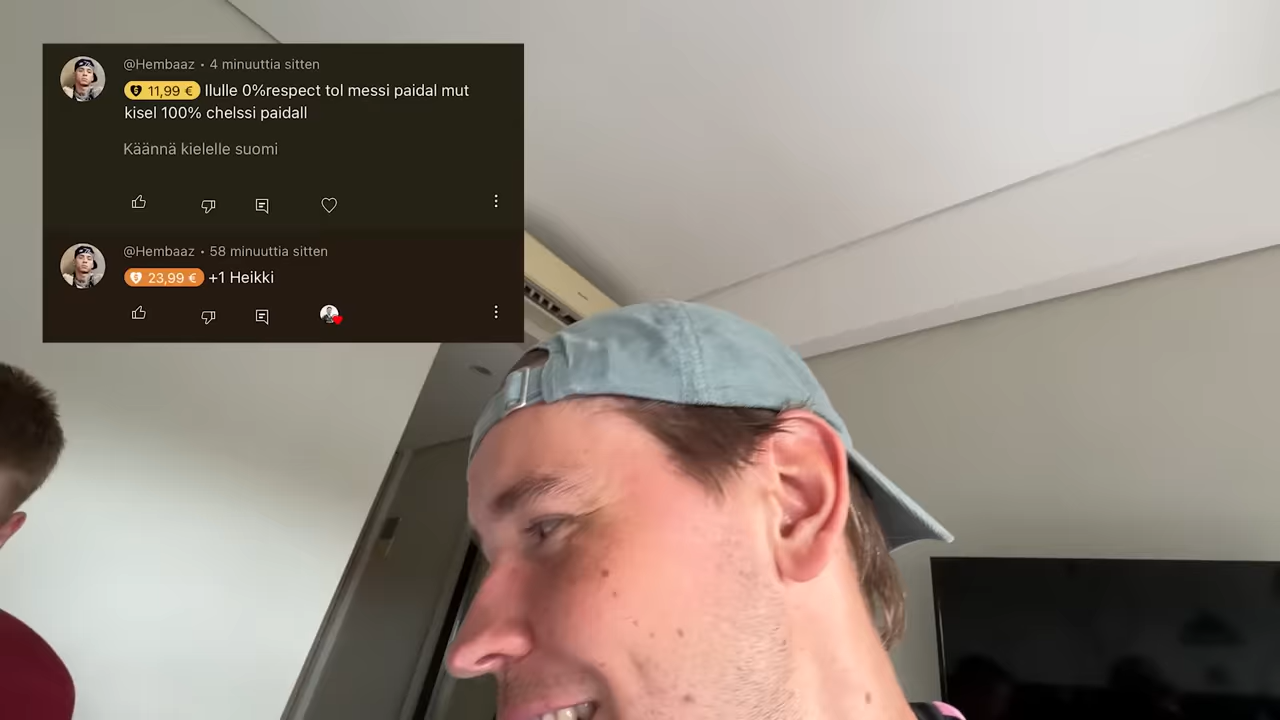 @Hembaaz • 4 minuuttia sitten
11,99 € Ilulle 0%respect tol messi paidal mut
kisel 100% chelssi paidall
Käännä kielelle suomi
@Hembaaz • 58 minuuttia sitten
23,99 € +1 Heikki